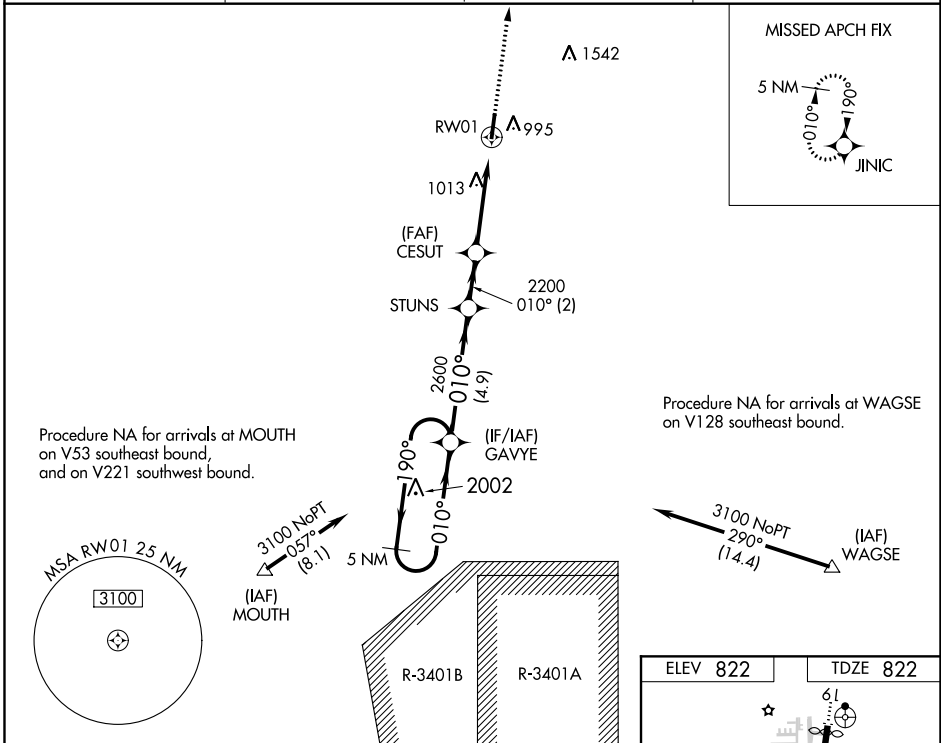 MISSED APCH FIX
5 NM
010°
190°
JINIC
1542
RW01
995
1013
(FAF)
CESUT
2200
010° (2)
STUNS
2600
010°
(4.9)
Procedure NA for arrivals at WAGSE
on V128 southeast bound.
Procedure NA for arrivals at MOUTH
on V53 southeast bound,
and on V221 southwest bound.
(IF/IAF)
GAVYE
190°
2002
010°
5 NM
3100 NoPT
057°
(8.1)
(IAF)
MOUTH
3100 NoPT
290°
(14.4)
(IAF)
WAGSE
MSA RW01 25 NM
3100
R-3401B
R-3401A
ELEV 822
TDZE 822
19